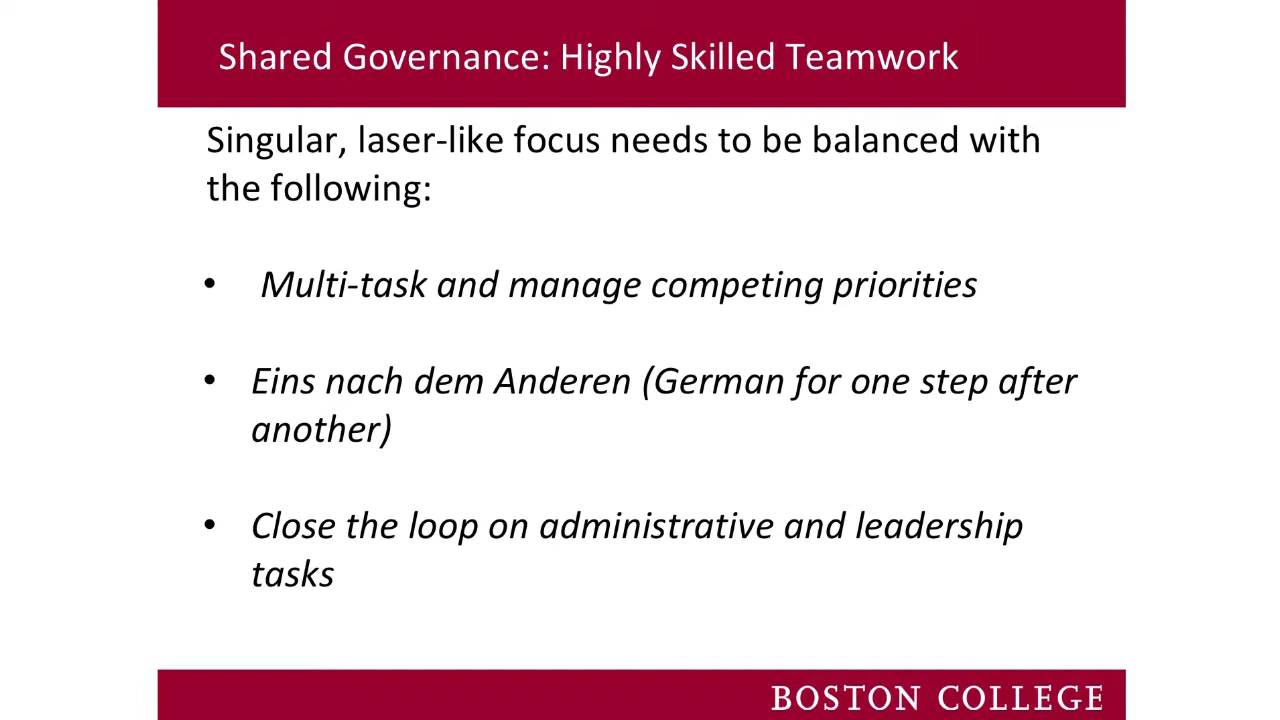 Shared Governance: Highly Skilled Teamwork
Singular, laser-like focus needs to be balanced with
the following:
• Multi-task and manage competing priorities
• Eins nach dem Anderen (German for one step after
another)
• Close the loop on administrative and leadership
tasks
BOSTON COLLEGE